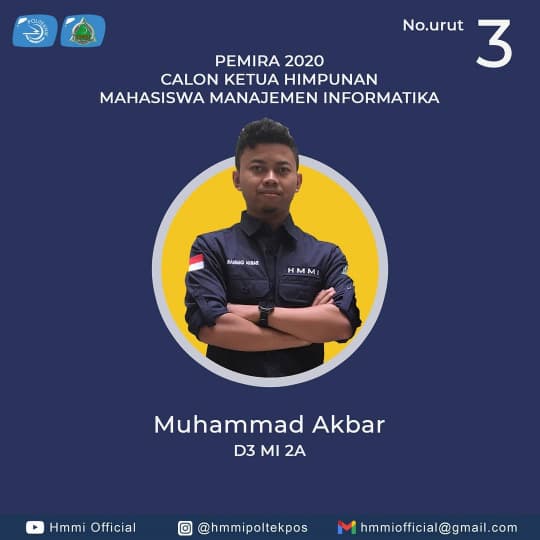 No.urut 3
PEMIRA 2020
CALON KETUA HIMPUNAN
MAHASISWA MANAJEMEN INFORMATIKA
HMMI
Muhammad Akbar
D3 MI 2A
Hmmi Official
@hmmipoltekpos
hmmiofficial@gmail.com